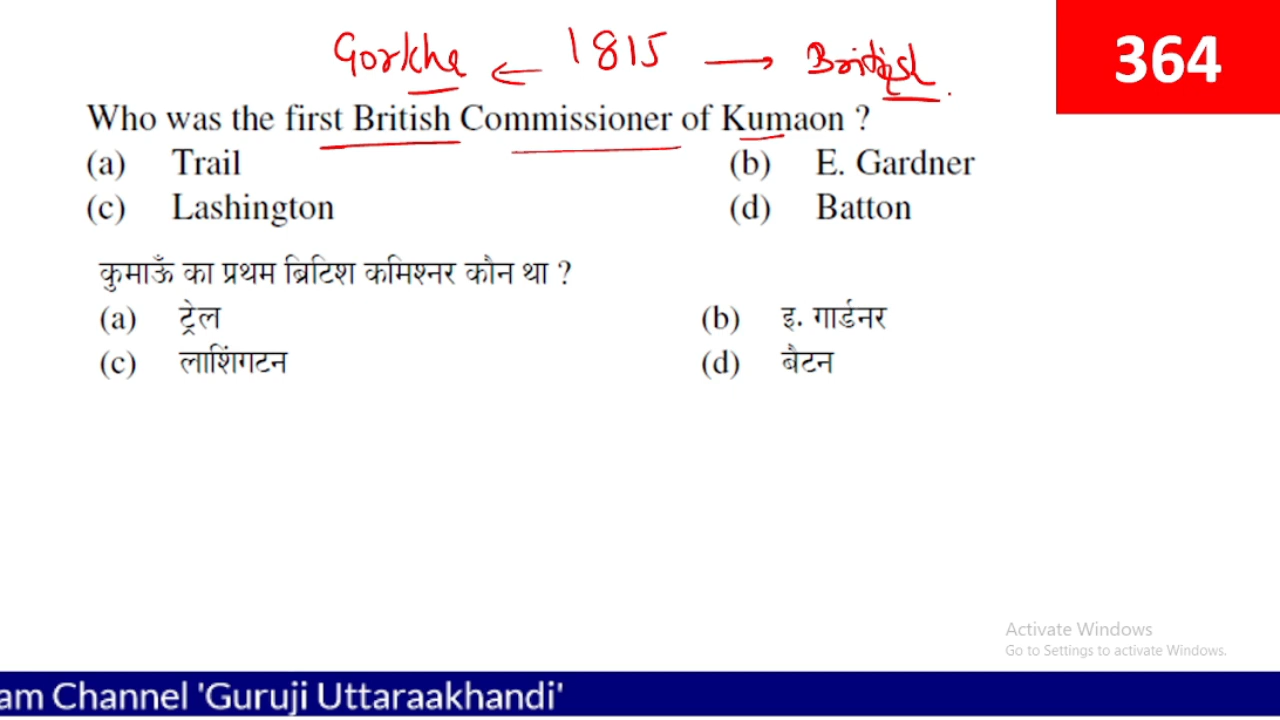 Gorkha ← 1815 → British.
364
Who was the first British Commissioner of Kumaon ?
(a) Trail (b) E. Gardner
(c) Lashington (d) Batton
कुमाऊँ का प्रथम ब्रिटिश कमिश्नर कौन था ?
(a) ट्रेल (b) इ. गार्डनर
(c) लाशिंगटन (d) बैटन
Activate Windows
Go to Settings to activate Windows.
am Channel 'Guruji Uttaraakhandi'